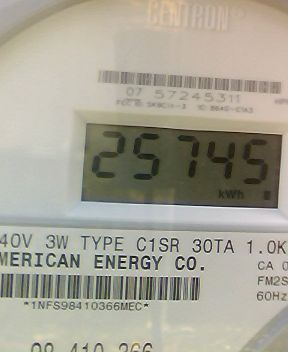 CENTRON
07 57245311
25745
kWh
40V 3W TYPE C1SR 30TA 1.0K
MERICAN ENERGY CO.
CA 0
FM2S
60Hz
*1NFS98410366MEC*
98 410 366